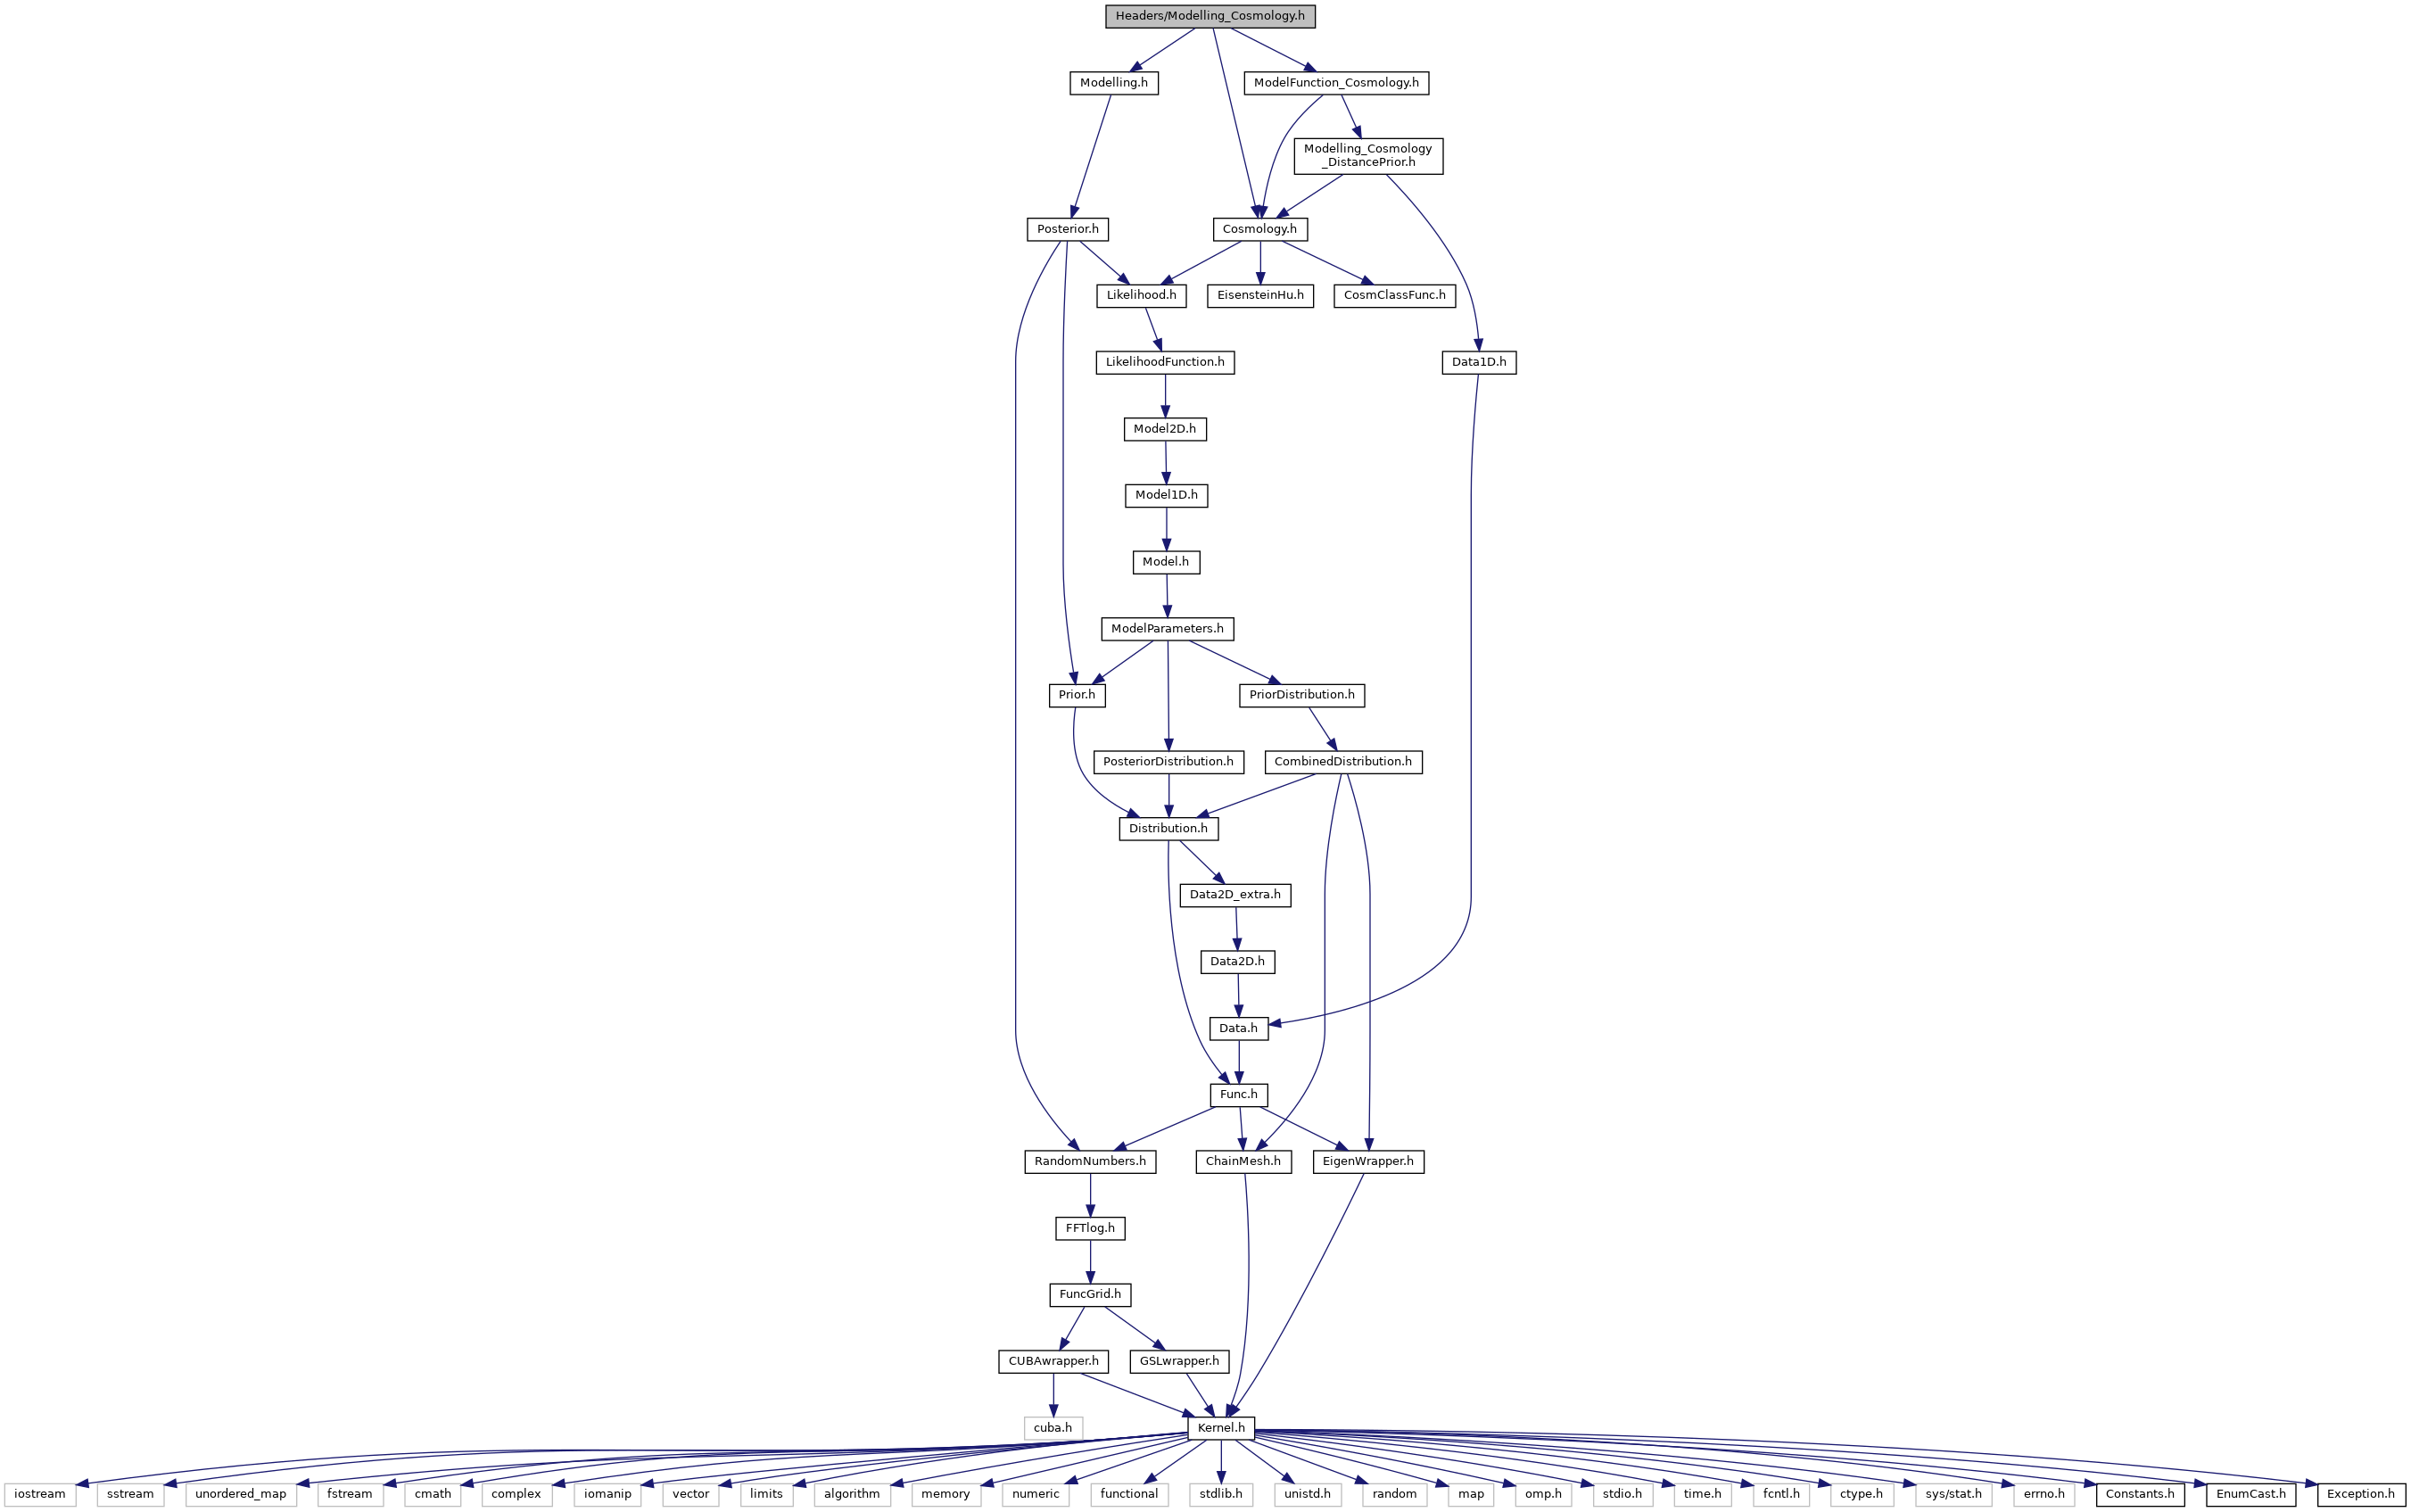 Headers/Modelling_Cosmology.h
Modelling.h
ModelFunction_Cosmology.h
Modelling_Cosmology
_DistancePrior.h
Posterior.h
Cosmology.h
Likelihood.h
EisensteinHu.h
CosmClassFunc.h
LikelihoodFunction.h
Data1D.h
Model2D.h
Model1D.h
Model.h
ModelParameters.h
Prior.h
PriorDistribution.h
PosteriorDistribution.h
CombinedDistribution.h
Distribution.h
Data2D_extra.h
Data2D.h
Data.h
Func.h
RandomNumbers.h
ChainMesh.h
EigenWrapper.h
FFTlog.h
FuncGrid.h
CUBAwrapper.h
GSLwrapper.h
cuba.h
Kernel.h
iostream
sstream
unordered_map
fstream
cmath
complex
iomanip
vector
limits
algorithm
memory
numeric
functional
stdlib.h
unistd.h
random
map
omp.h
stdio.h
time.h
fcntl.h
ctype.h
sys/stat.h
errno.h
Constants.h
EnumCast.h
Exception.h